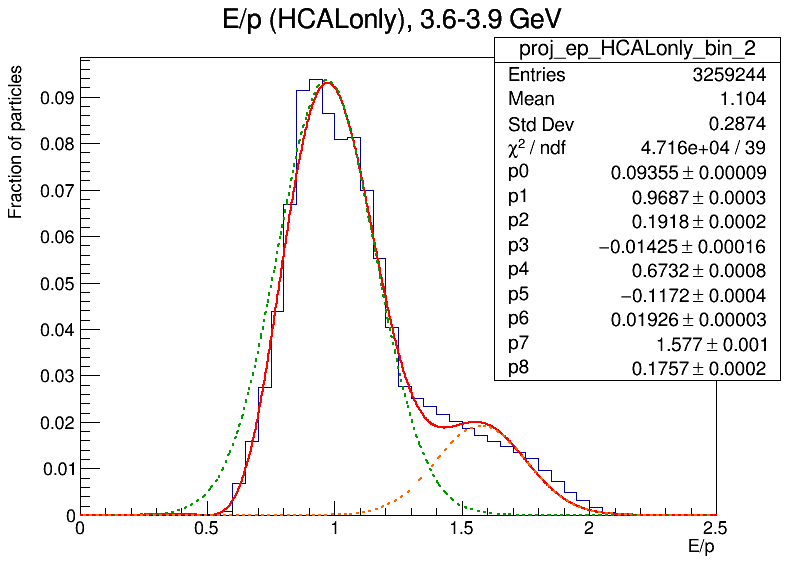 E/p (HCALonly), 3.6-3.9 GeV
proj_ep_HCALonly_bin_2
Entries 3259244
Mean 1.104
Std Dev 0.2874
χ² / ndf 4.716e+04 / 39
p0 0.09355 ± 0.00009
p1 0.9687 ± 0.0003
p2 0.1918 ± 0.0002
p3 −0.01425 ± 0.00016
p4 0.6732 ± 0.0008
p5 −0.1172 ± 0.0004
p6 0.01926 ± 0.00003
p7 1.577 ± 0.001
p8 0.1757 ± 0.0002
Fraction of particles
0.09
0.08
0.07
0.06
0.05
0.04
0.03
0.02
0.01
0
0 0.5 1 1.5 2 2.5
E/p